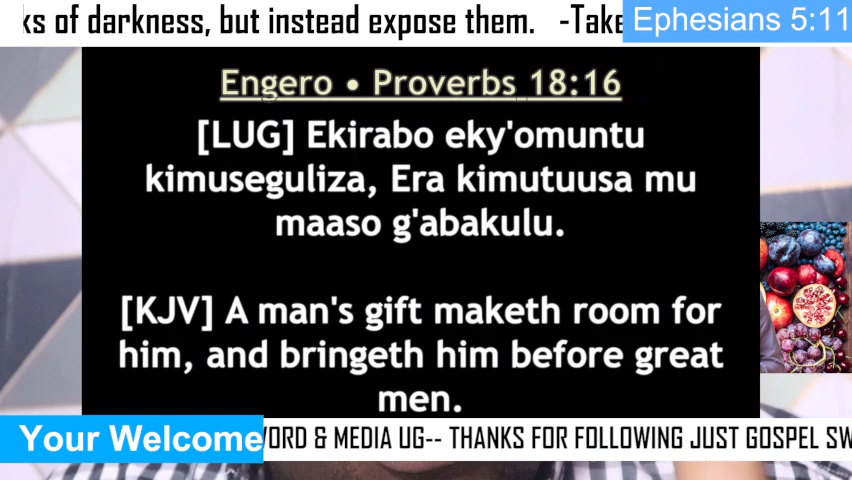 ks of darkness, but instead expose them. -Take
Ephesians 5:11
Engero • Proverbs 18:16
[LUG] Ekirabo eky'omuntu
kimuseguliza, Era kimutuusa mu
maaso g'abakulu.
[KJV] A man's gift maketh room for
him, and bringeth him before great
men.
Your Welcome
WORD & MEDIA UG-- THANKS FOR FOLLOWING JUST GOSPEL SW